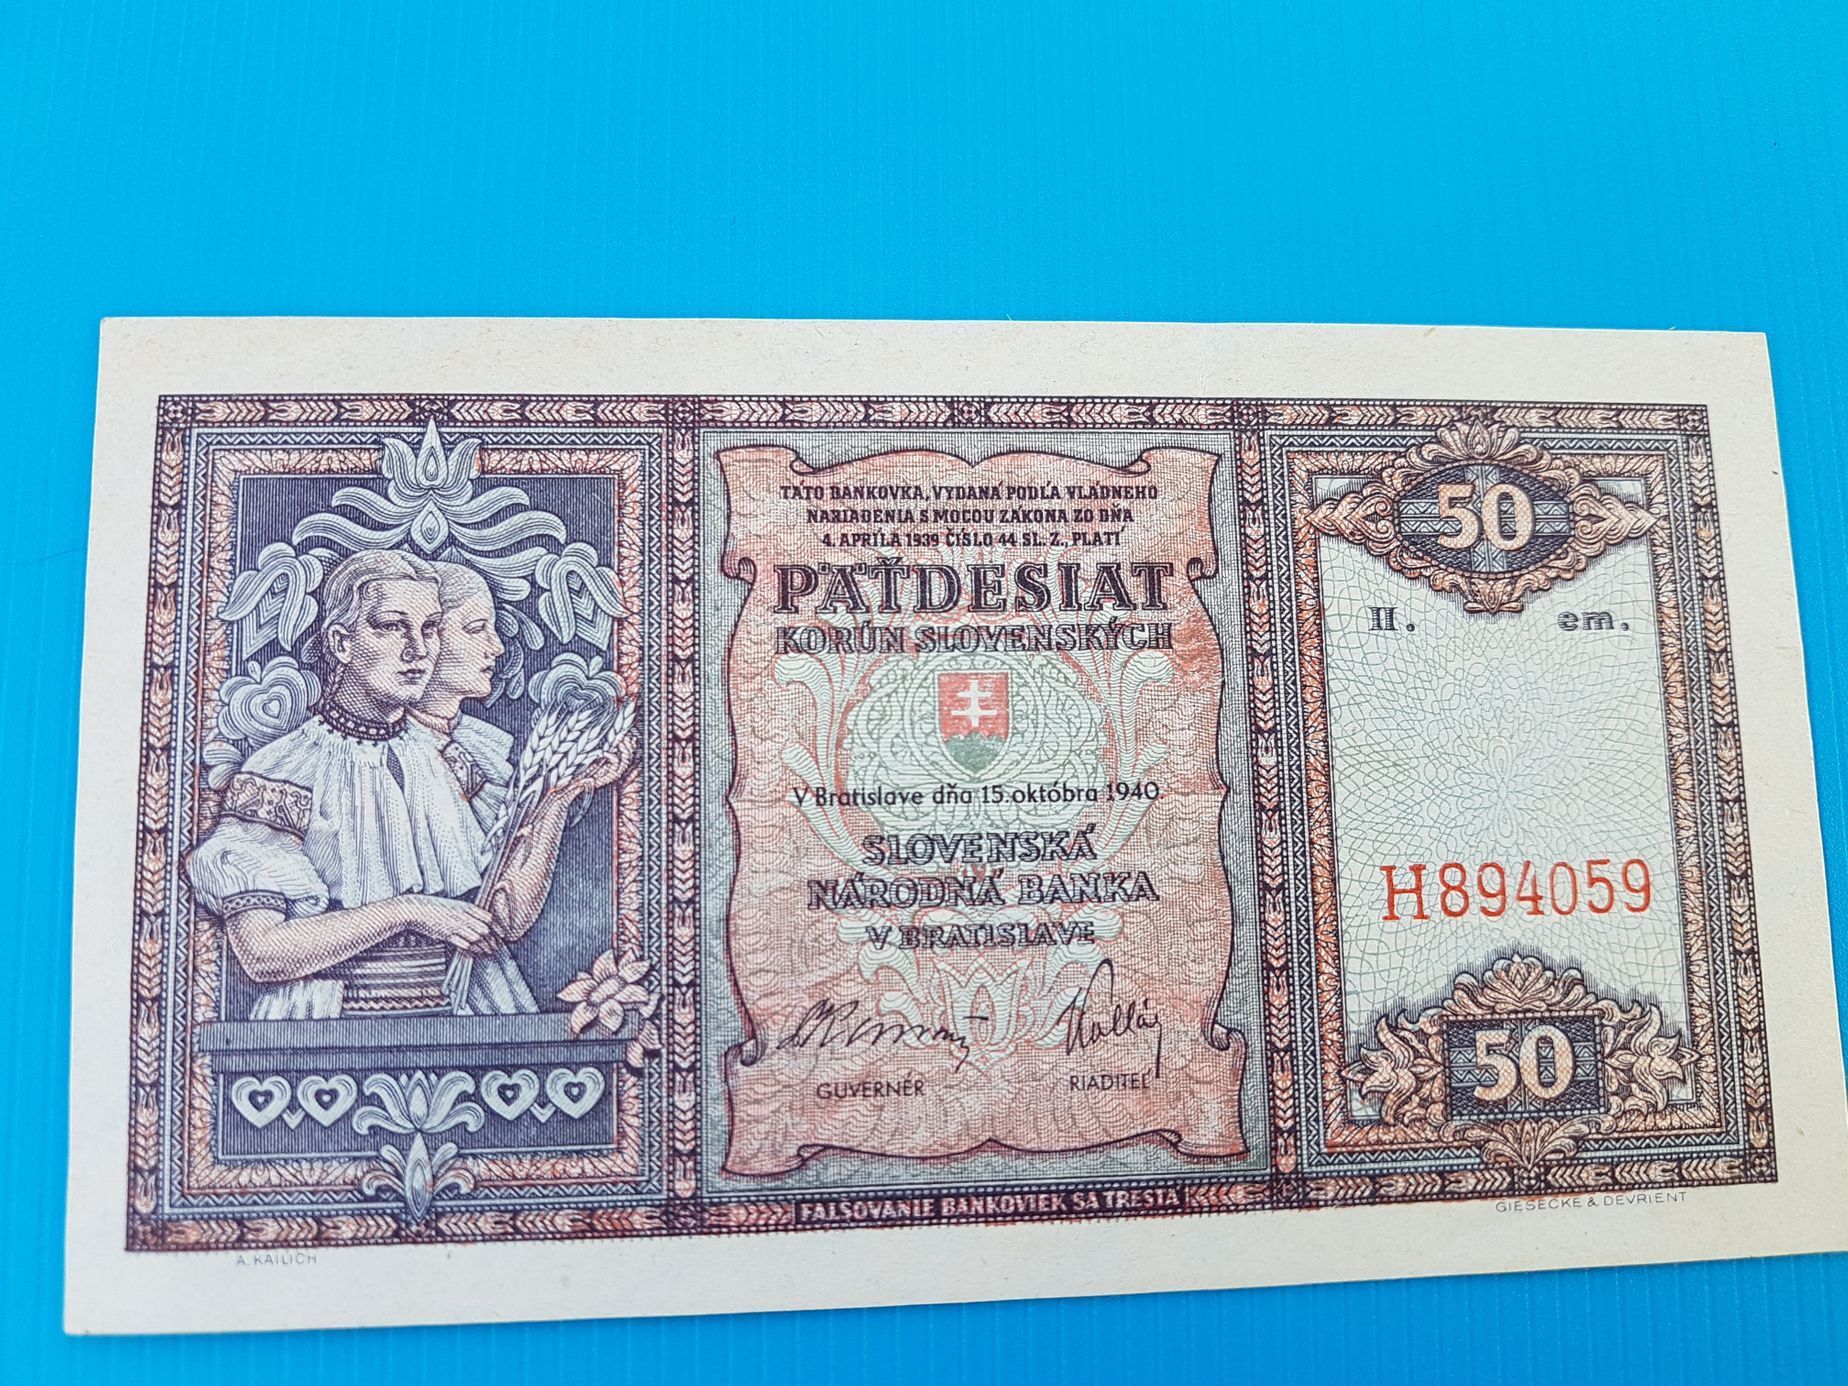 TÁTO BANKOVKA, VYDANÁ PODĽA VLÁDNEHO
NARIADENIA S MOCOU ZÁKONA ZO DŇA
4. APRÍLA 1939 ČÍSLO 44 SL. Z., PLATÍ
PÄŤDESIAT
KORÚN SLOVENSKÝCH
V Bratislave dňa 15. októbra 1940
SLOVENSKÁ
NÁRODNÁ BANKA
V BRATISLAVE
GUVERNÉR RIADITEĽ
FALŠOVANIE BANKOVIEK SA TRESTÁ
50
II. em.
H894059
50
A. KAILICH
GIESECKE & DEVRIENT